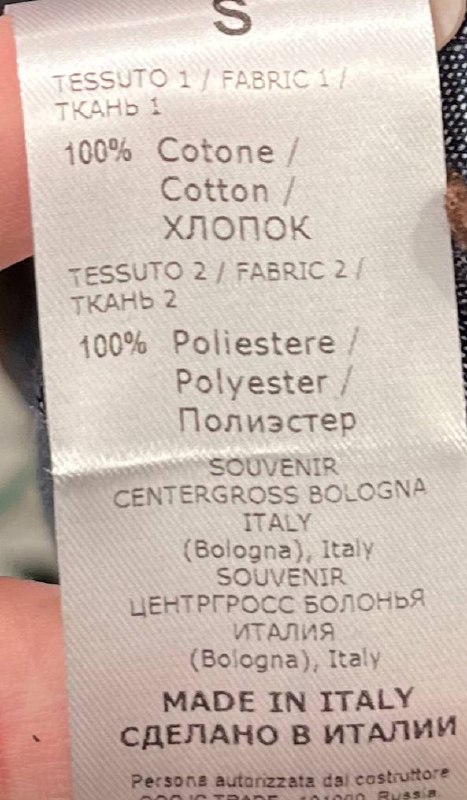 S
TESSUTO 1 / FABRIC 1 /
ТКАНЬ 1
100% Cotone /
Cotton /
ХЛОПОК
TESSUTO 2 / FABRIC 2 /
ТКАНЬ 2
100% Poliestere /
Polyester /
Полиэстер
SOUVENIR
CENTERGROSS BOLOGNA
ITALY
(Bologna), Italy
SOUVENIR
ЦЕНТРГРОСС БОЛОНЬЯ
ИТАЛИЯ
(Bologna), Italy
MADE IN ITALY
СДЕЛАНО В ИТАЛИИ
Persona autorizzata dal costruttore
TRADE Russia